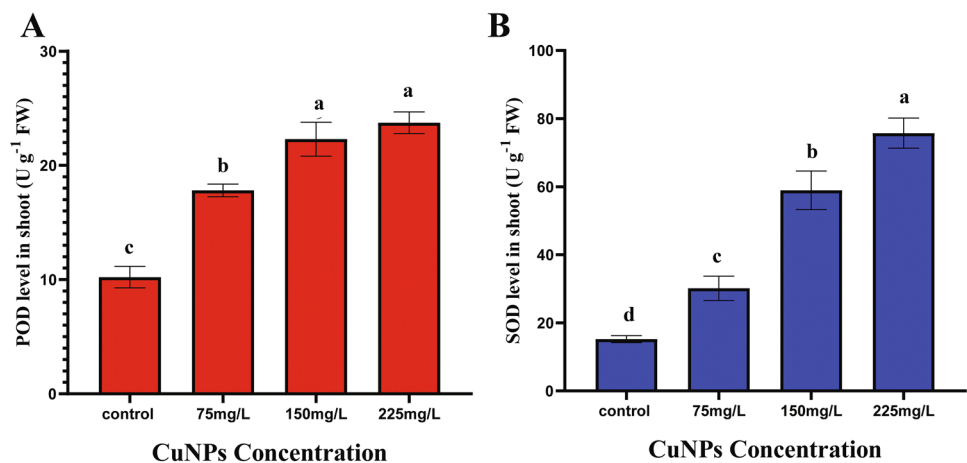 A
POD level in shoot (U g⁻¹ FW)
30
20
10
0
c
b
a
a
control
75mg/L
150mg/L
225mg/L
CuNPs Concentration
B
SOD level in shoot (U g⁻¹ FW)
100
80
60
40
20
0
d
c
b
a
control
75mg/L
150mg/L
225mg/L
CuNPs Concentration